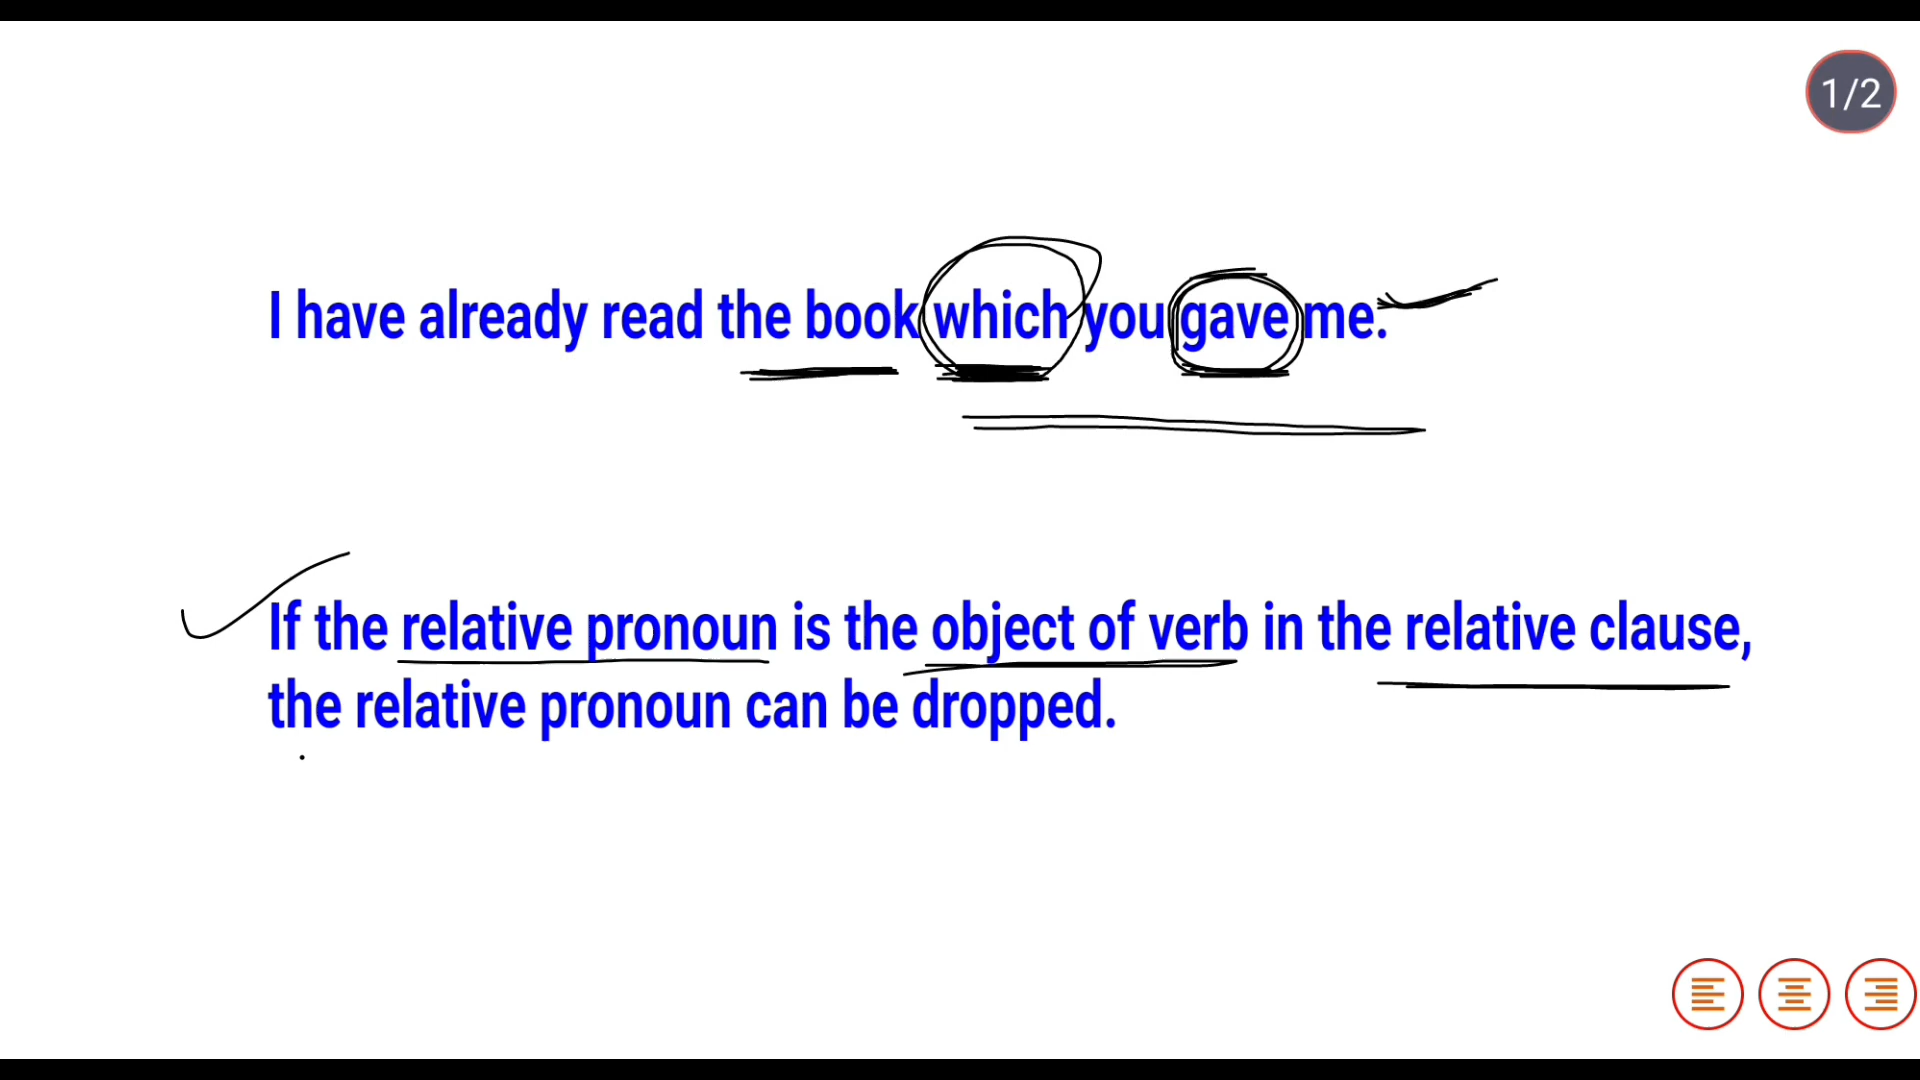 1/2
I have already read the book which you gave me.
If the relative pronoun is the object of verb in the relative clause,
the relative pronoun can be dropped.